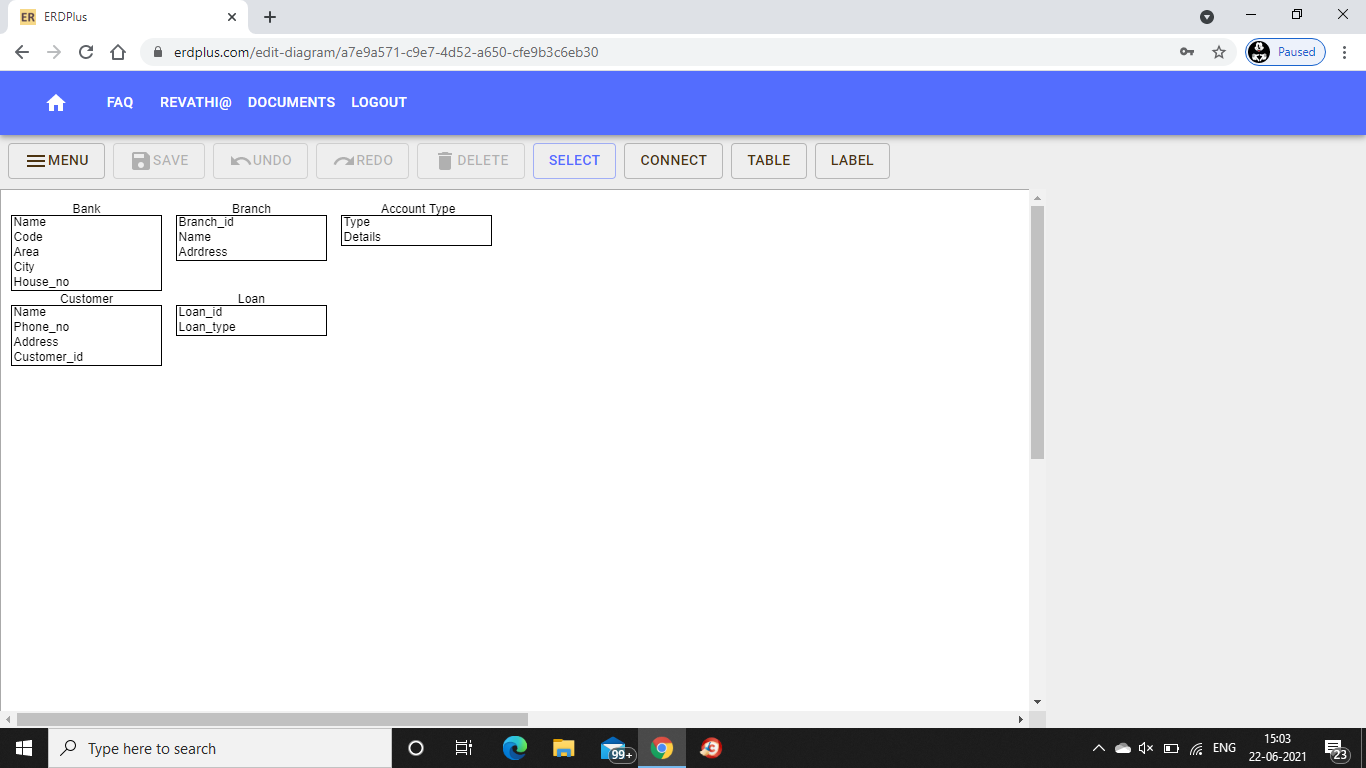 ER ERDPlus
erdplus.com/edit-diagram/a7e9a571-c9e7-4d52-a650-cfe9b3c6eb30
Paused
FAQ REVATHI@ DOCUMENTS LOGOUT
MENU SAVE UNDO REDO DELETE SELECT CONNECT TABLE LABEL
Bank
Name
Code
Area
City
House_no
Branch
Branch_id
Name
Adrdress
Account Type
Type
Details
Customer
Name
Phone_no
Address
Customer_id
Loan
Loan_id
Loan_type
Type here to search
99+
ENG
15:03
22-06-2021
23